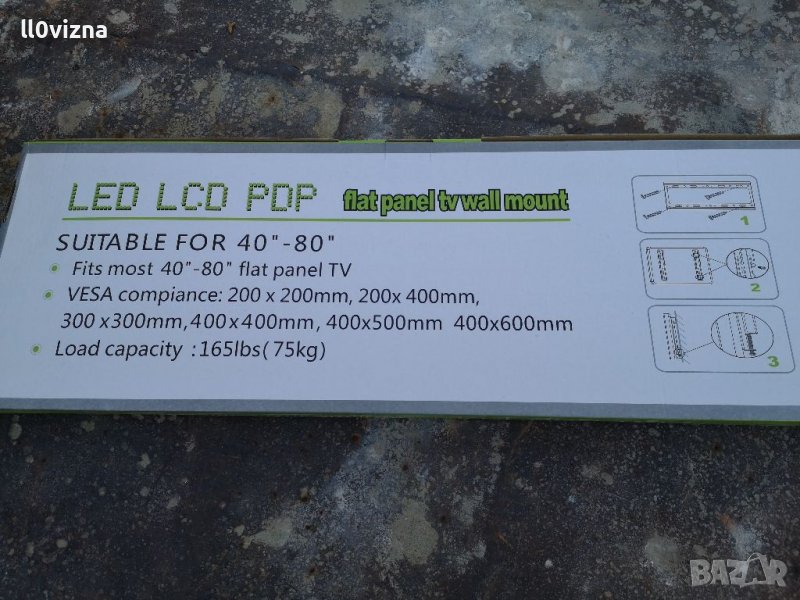 ll0vizna
LED LCD PDP flat panel tv wall mount
SUITABLE FOR 40"-80"
Fits most 40"-80" flat panel TV
VESA compiance: 200 x 200mm, 200x 400mm,
300 x300mm, 400x400mm, 400x500mm 400x600mm
Load capacity :165lbs(75kg)
1
2
3
BAZAR